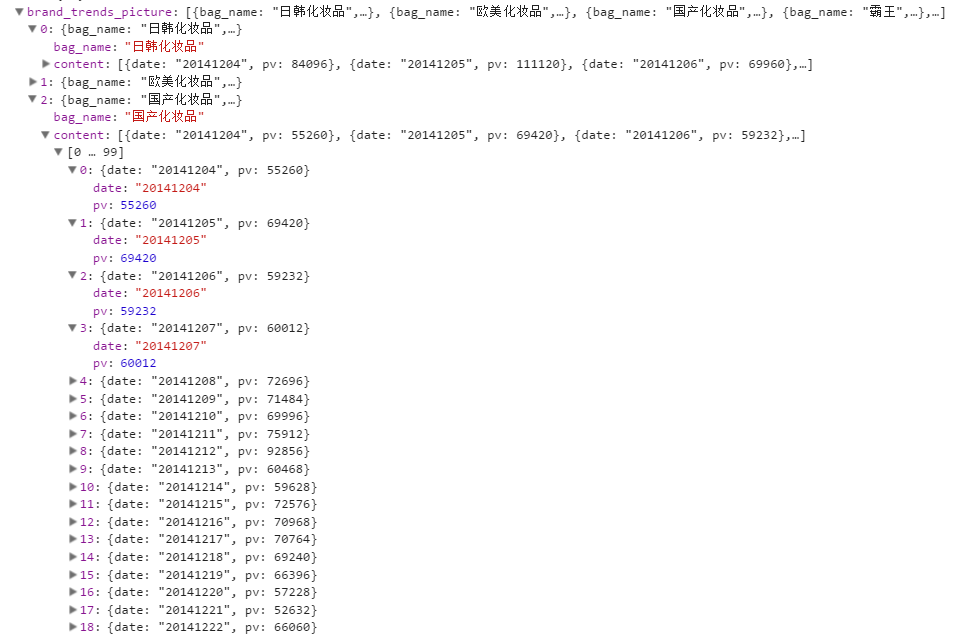 brand_trends_picture: [{bag_name: "日韩化妆品",…}, {bag_name: "欧美化妆品",…}, {bag_name: "国产化妆品",…}, {bag_name: "霸王",…},…]
0: {bag_name: "日韩化妆品",…}
bag_name: "日韩化妆品"
content: [{date: "20141204", pv: 84096}, {date: "20141205", pv: 111120}, {date: "20141206", pv: 69960},…]
1: {bag_name: "欧美化妆品",…}
2: {bag_name: "国产化妆品",…}
bag_name: "国产化妆品"
content: [{date: "20141204", pv: 55260}, {date: "20141205", pv: 69420}, {date: "20141206", pv: 59232},…]
[0 … 99]
0: {date: "20141204", pv: 55260}
date: "20141204"
pv: 55260
1: {date: "20141205", pv: 69420}
date: "20141205"
pv: 69420
2: {date: "20141206", pv: 59232}
date: "20141206"
pv: 59232
3: {date: "20141207", pv: 60012}
date: "20141207"
pv: 60012
4: {date: "20141208", pv: 72696}
5: {date: "20141209", pv: 71484}
6: {date: "20141210", pv: 69996}
7: {date: "20141211", pv: 75912}
8: {date: "20141212", pv: 92856}
9: {date: "20141213", pv: 60468}
10: {date: "20141214", pv: 59628}
11: {date: "20141215", pv: 72576}
12: {date: "20141216", pv: 70968}
13: {date: "20141217", pv: 70764}
14: {date: "20141218", pv: 69240}
15: {date: "20141219", pv: 66396}
16: {date: "20141220", pv: 57228}
17: {date: "20141221", pv: 52632}
18: {date: "20141222", pv: 66060}